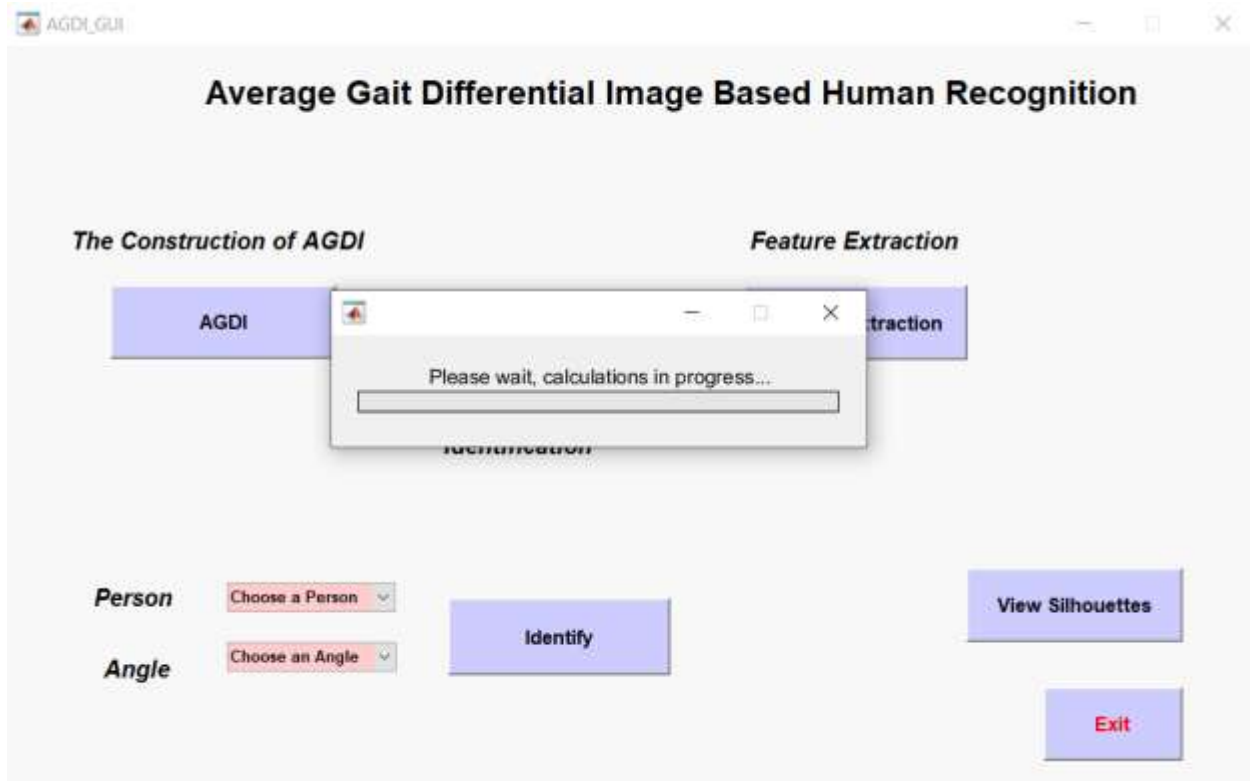 AGDI_GUI
Average Gait Differential Image Based Human Recognition
The Construction of AGDI
Feature Extraction
AGDI
traction
Please wait, calculations in progress...
Identification
Person
Choose a Person
Angle
Choose an Angle
Identify
View Silhouettes
Exit